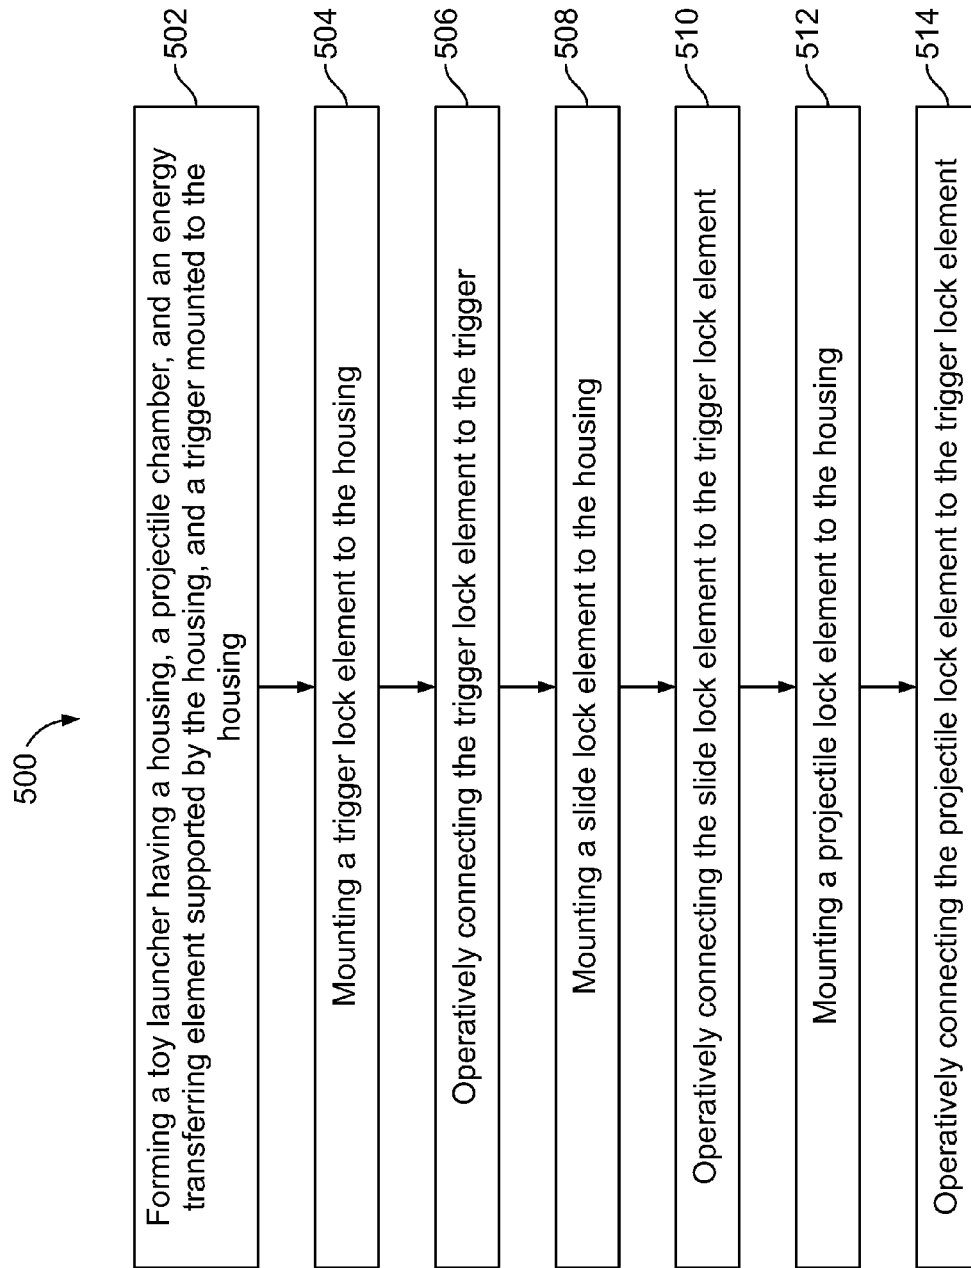 500
Forming a toy launcher having a housing, a projectile chamber, and an energy
transferring element supported by the housing, and a trigger mounted to the
housing
502
Mounting a trigger lock element to the housing
504
Operatively connecting the trigger lock element to the trigger
506
Mounting a slide lock element to the housing
508
Operatively connecting the slide lock element to the trigger lock element
510
Mounting a projectile lock element to the housing
512
Operatively connecting the projectile lock element to the trigger lock element
514